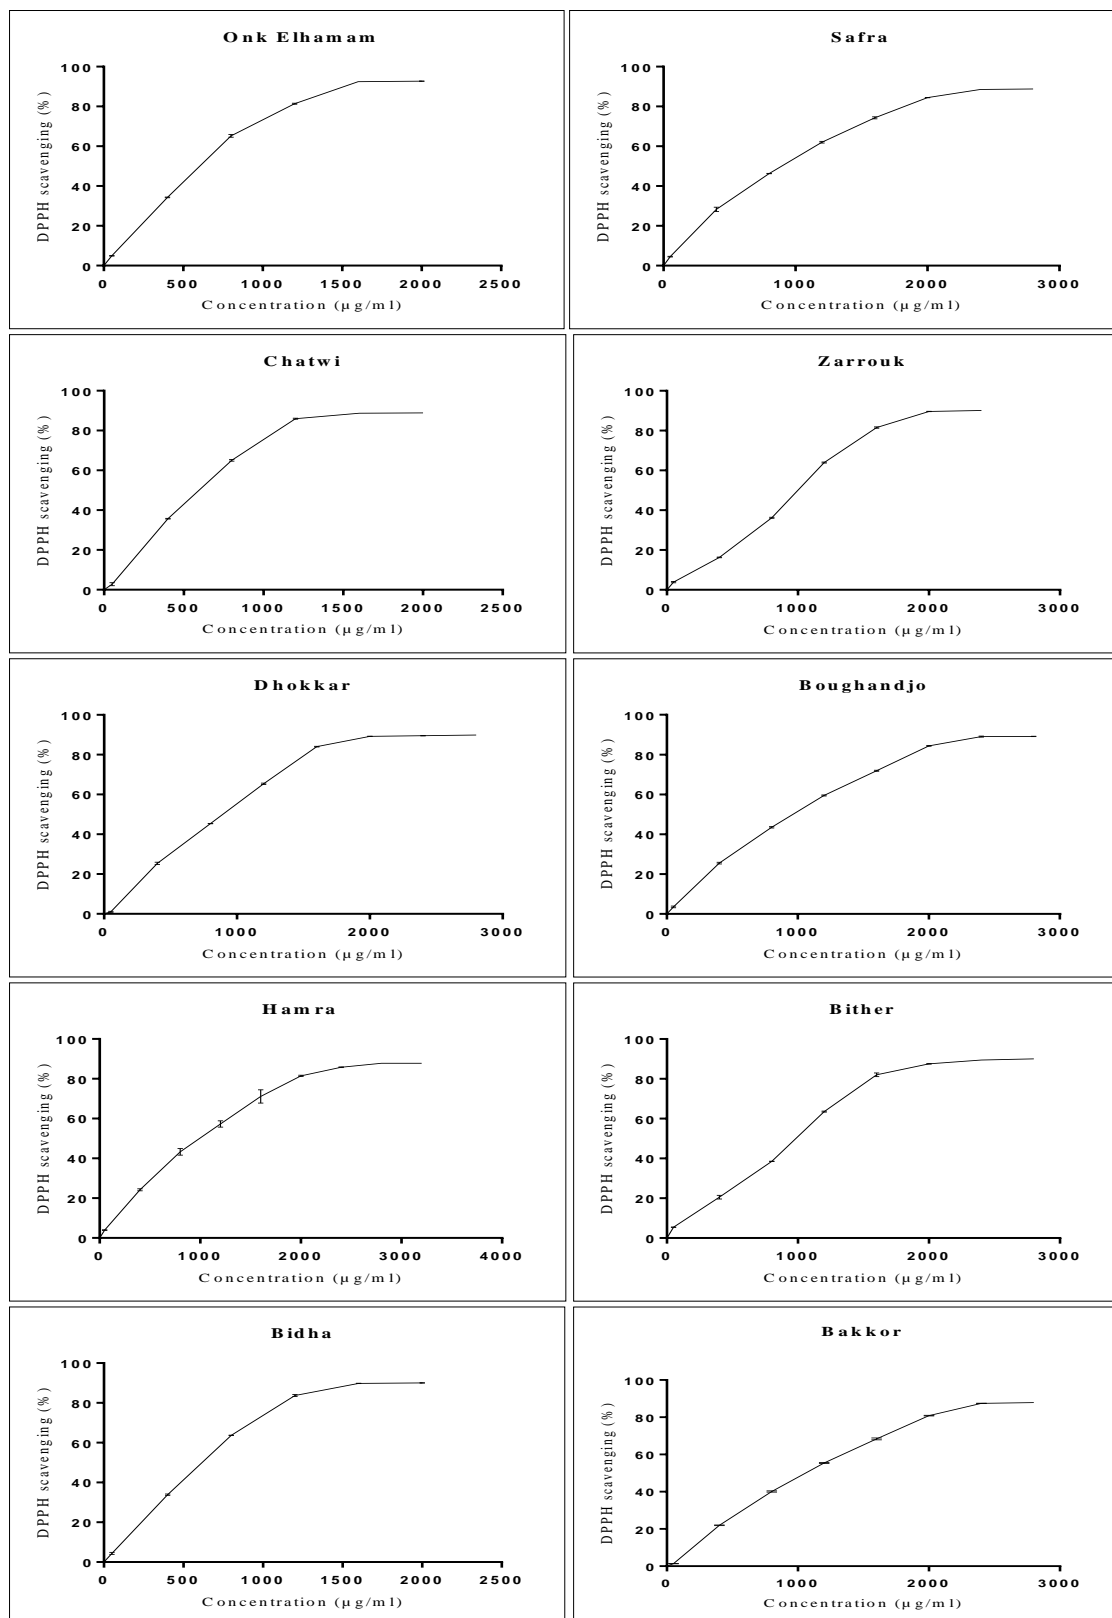 Onk Elhamam
DPPH scavenging (%)
100
80
60
40
20
0
0 500 1000 1500 2000 2500
Concentration (µg/ml)
Safra
DPPH scavenging (%)
100
80
60
40
20
0
0 1000 2000 3000
Concentration (µg/ml)
Chatwi
DPPH scavenging (%)
100
80
60
40
20
0
0 500 1000 1500 2000 2500
Concentration (µg/ml)
Zarrouk
DPPH scavenging (%)
100
80
60
40
20
0
0 1000 2000 3000
Concentration (µg/ml)
Dhokkar
DPPH scavenging (%)
100
80
60
40
20
0
0 1000 2000 3000
Concentration (µg/ml)
Boughandjo
DPPH scavenging (%)
100
80
60
40
20
0
0 1000 2000 3000
Concentration (µg/ml)
Hamra
DPPH scavenging (%)
100
80
60
40
20
0
0 1000 2000 3000 4000
Concentration (µg/ml)
Bither
DPPH scavenging (%)
100
80
60
40
20
0
0 1000 2000 3000
Concentration (µg/ml)
Bidha
DPPH scavenging (%)
100
80
60
40
20
0
0 500 1000 1500 2000 2500
Concentration (µg/ml)
Bakkor
DPPH scavenging (%)
100
80
60
40
20
0
0 1000 2000 3000
Concentration (µg/ml)